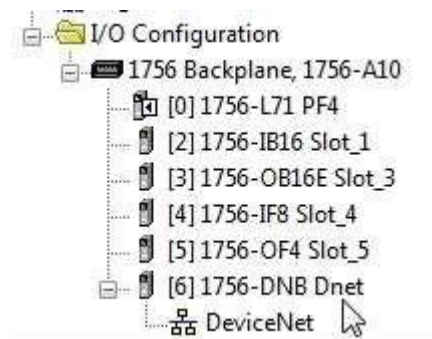 I/O Configuration
1756 Backplane, 1756-A10
[0] 1756-L71 PF4
[2] 1756-IB16 Slot_1
[3] 1756-OB16E Slot_3
[4] 1756-IF8 Slot_4
[5] 1756-OF4 Slot_5
[6] 1756-DNB Dnet
DeviceNet